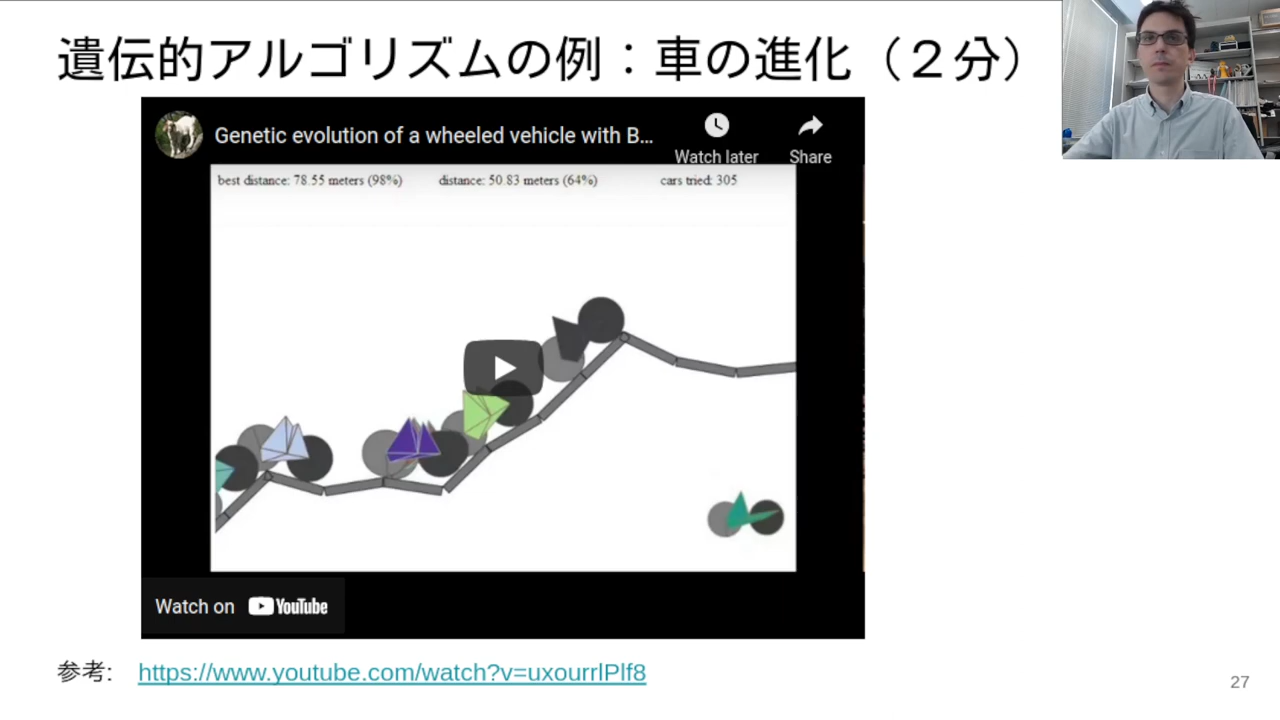 遺伝的アルゴリズムの例：車の進化（２分）
Genetic evolution of a wheeled vehicle with B...
Watch later
Share
best distance: 78.55 meters (98%)
distance: 50.83 meters (64%)
cars tried: 305
Watch on YouTube
参考: https://www.youtube.com/watch?v=uxourrlPlf8
27